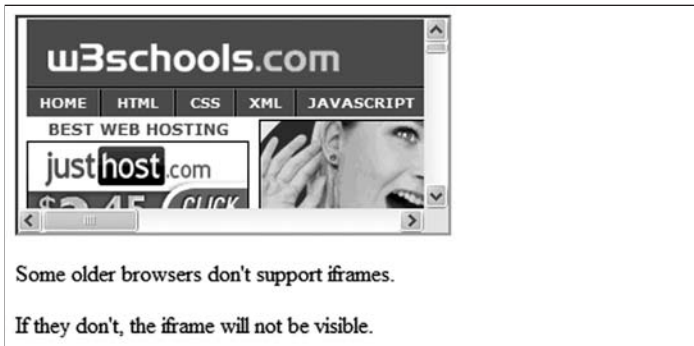 w3schools.com
HOME HTML CSS XML JAVASCRIPT
BEST WEB HOSTING
justhost.com
CLICK
Some older browsers don't support iframes.
If they don't, the iframe will not be visible.